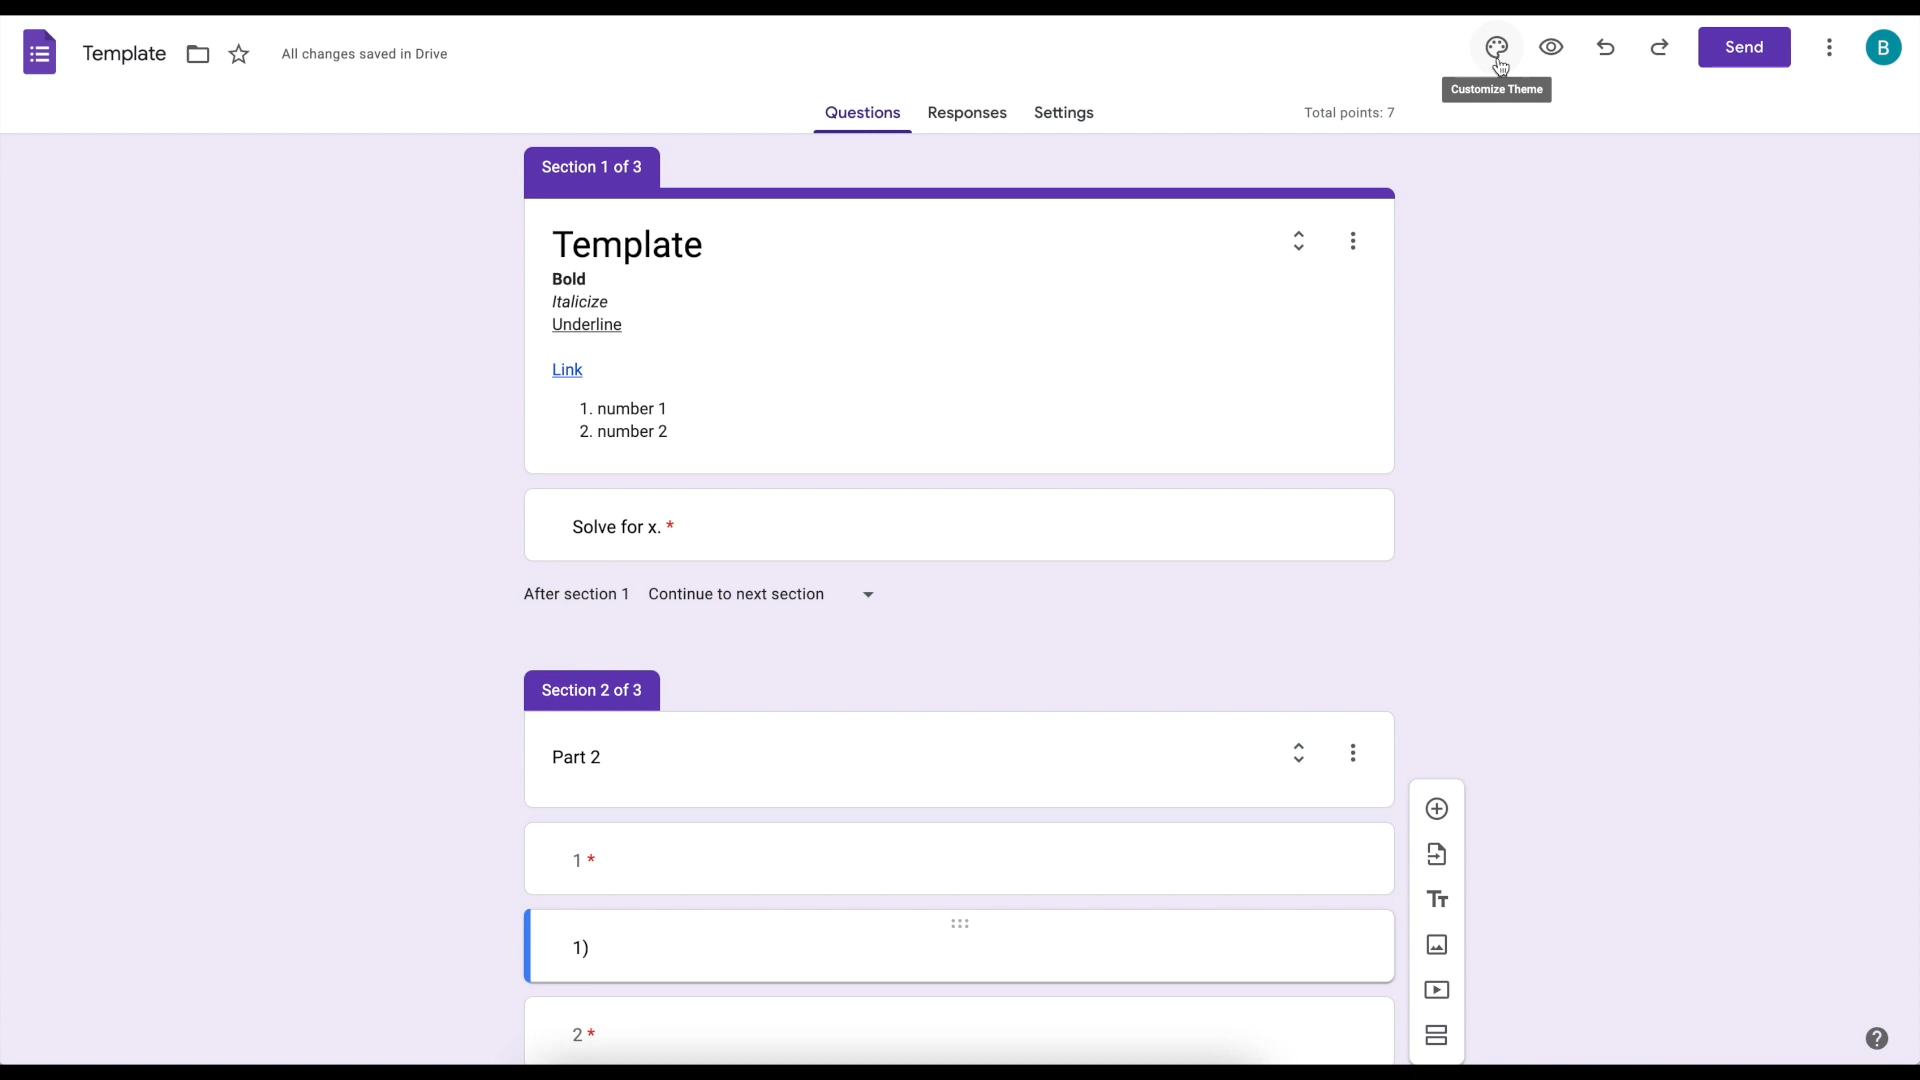 Template
All changes saved in Drive
Send
B
Customize Theme
Questions
Responses
Settings
Total points: 7
Section 1 of 3
Template
Bold
Italicize
Underline
Link
1. number 1
2. number 2
Solve for x. *
After section 1 Continue to next section
Section 2 of 3
Part 2
1 *
1)
Tт
2 *
?